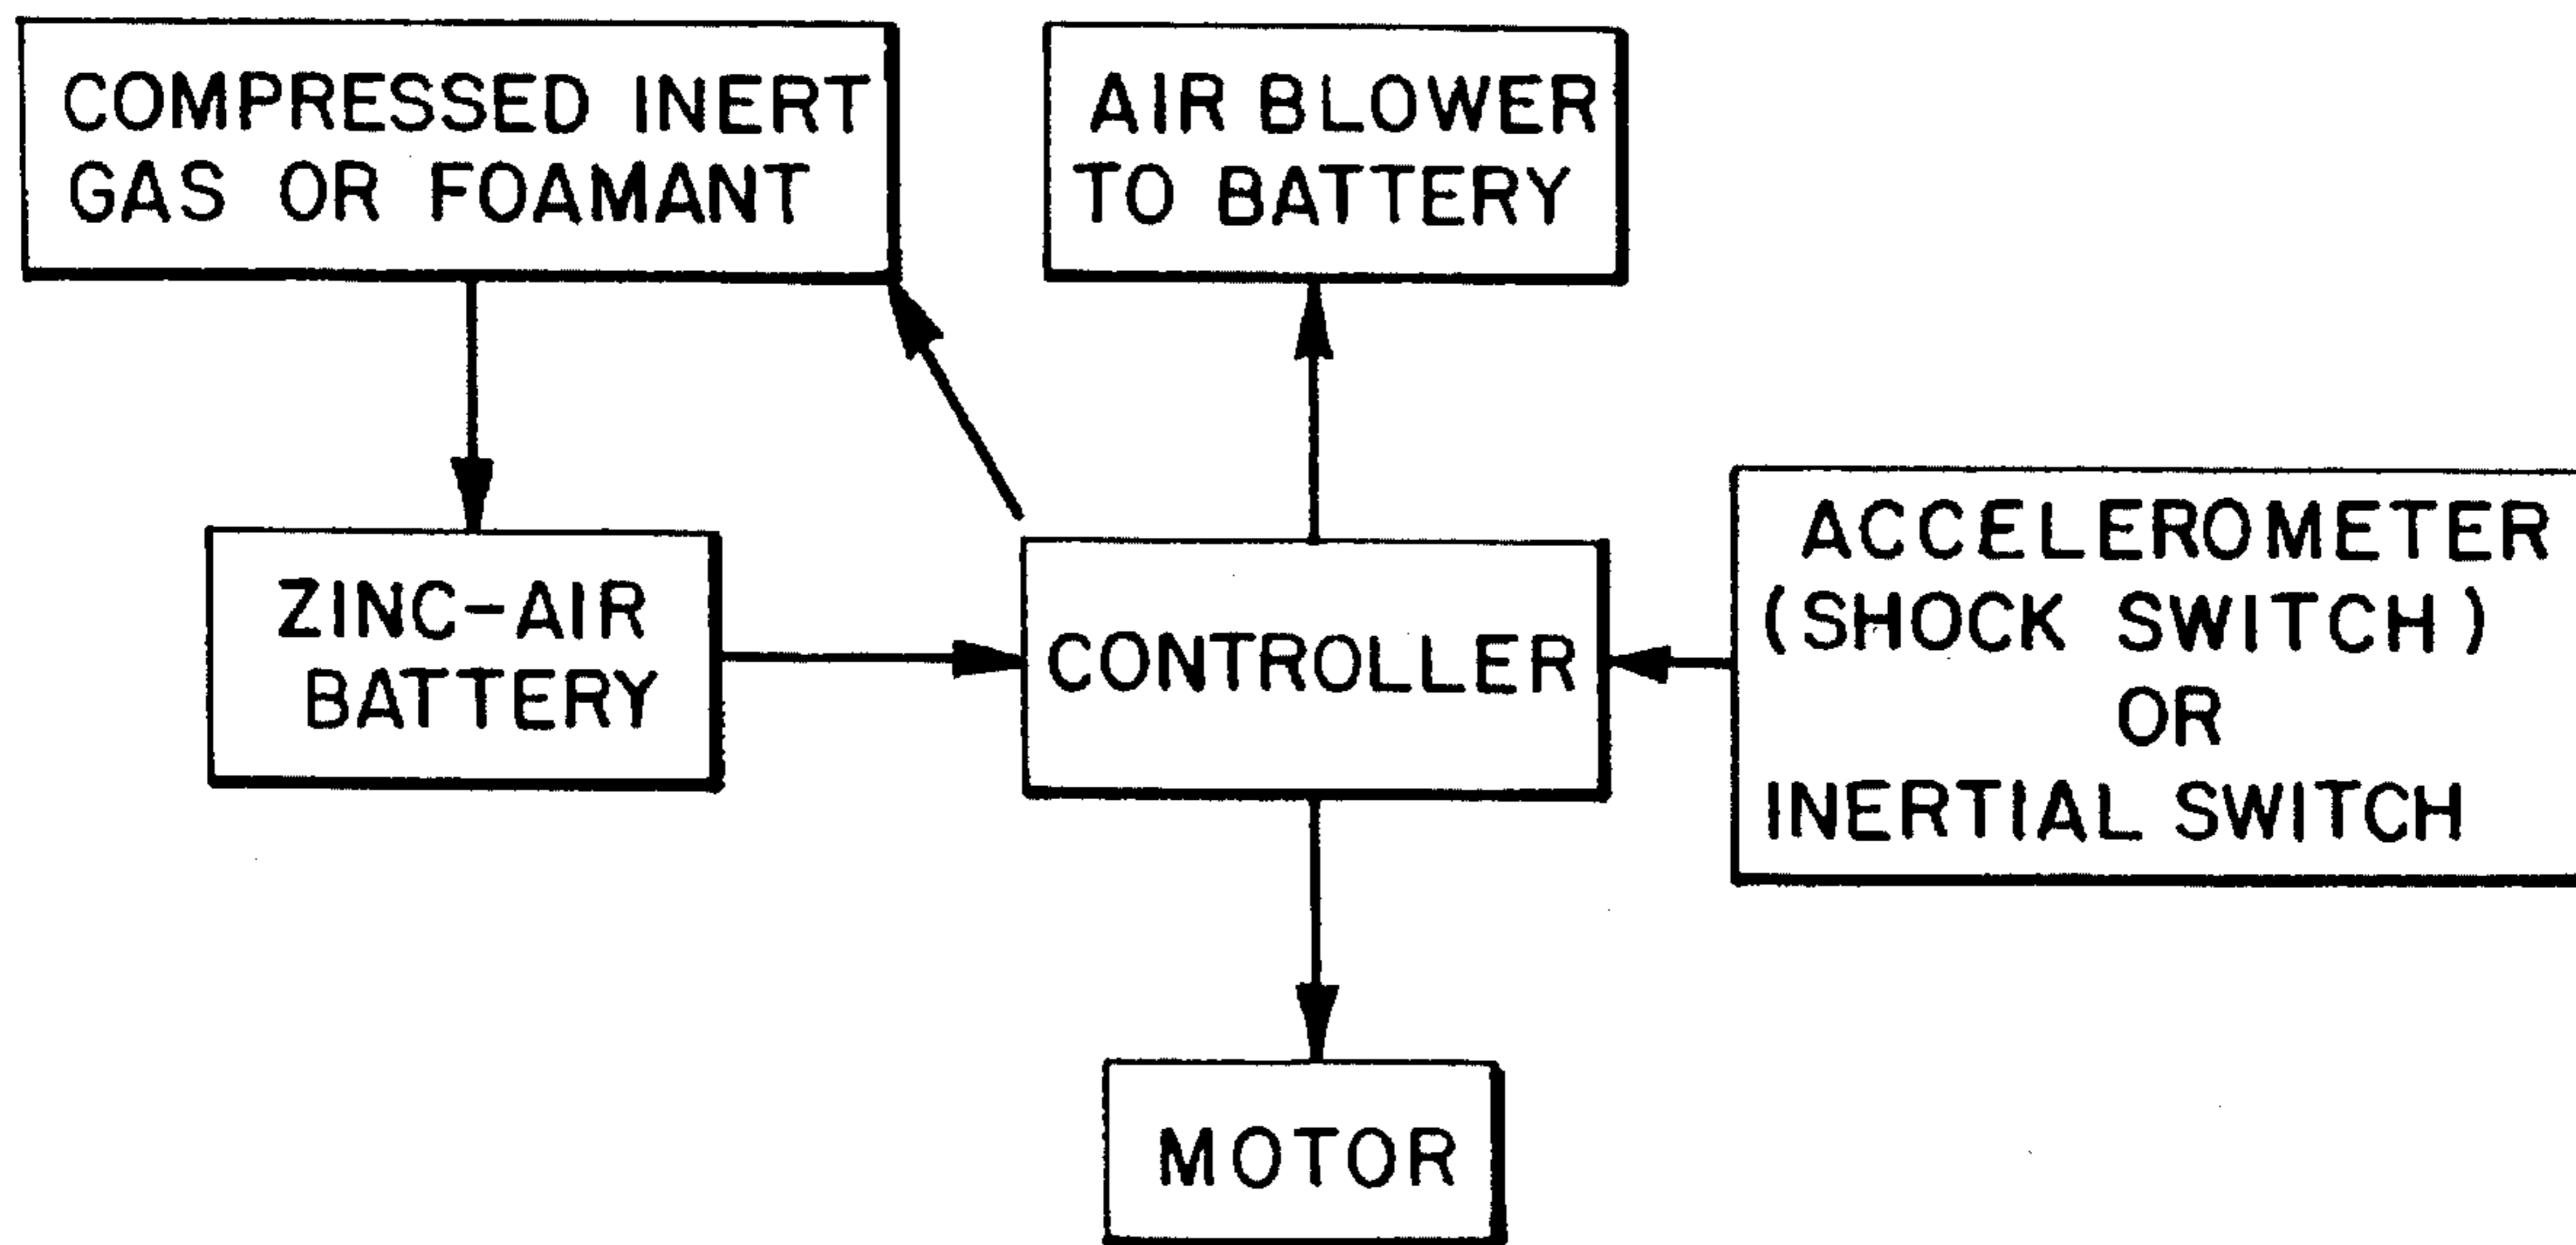 COMPRESSED INERT
GAS OR FOAMANT
AIR BLOWER
TO BATTERY
ZINC-AIR
BATTERY
CONTROLLER
ACCELEROMETER
(SHOCK SWITCH)
OR
INERTIAL SWITCH
MOTOR